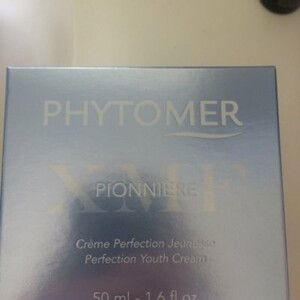 PHYTOMER
XMF
PIONNIÈRE
Crème Perfection Jeunesse
Perfection Youth Cream
50 ml - 1.6 fl.oz